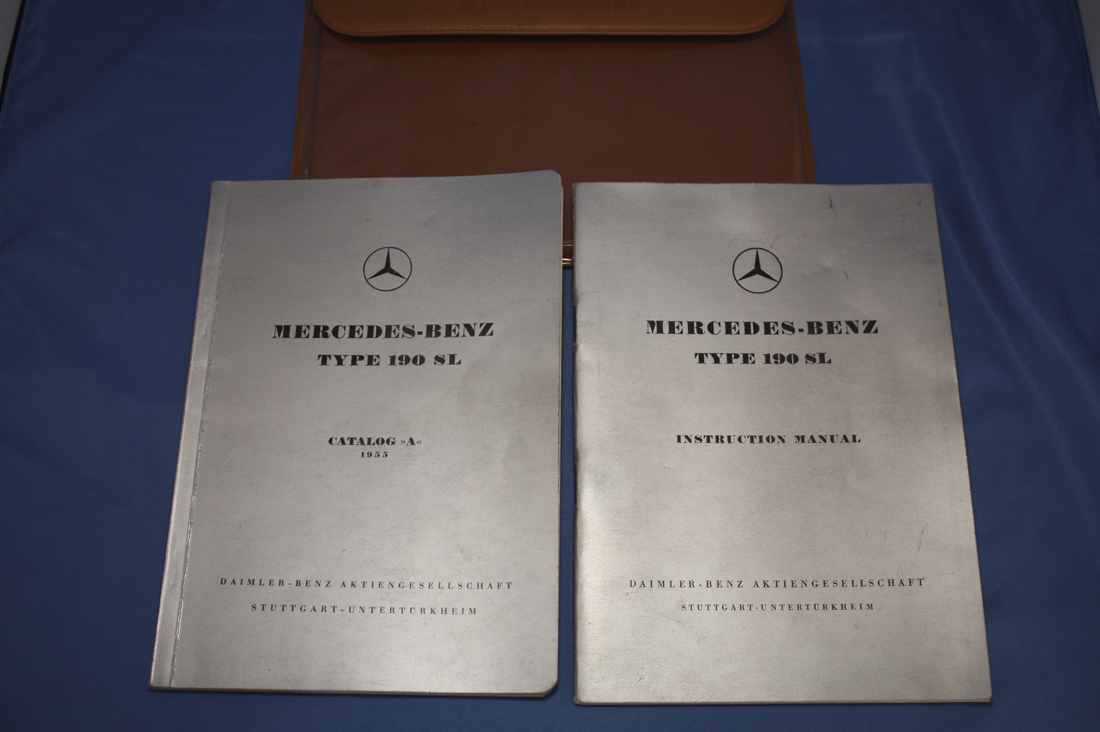 MERCEDES-BENZ
TYPE 190 SL
CATALOG »A«
1955
DAIMLER-BENZ AKTIENGESELLSCHAFT
STUTTGART-UNTERTÜRKHEIM
MERCEDES-BENZ
TYPE 190 SL
INSTRUCTION MANUAL
DAIMLER-BENZ AKTIENGESELLSCHAFT
STUTTGART-UNTERTÜRKHEIM